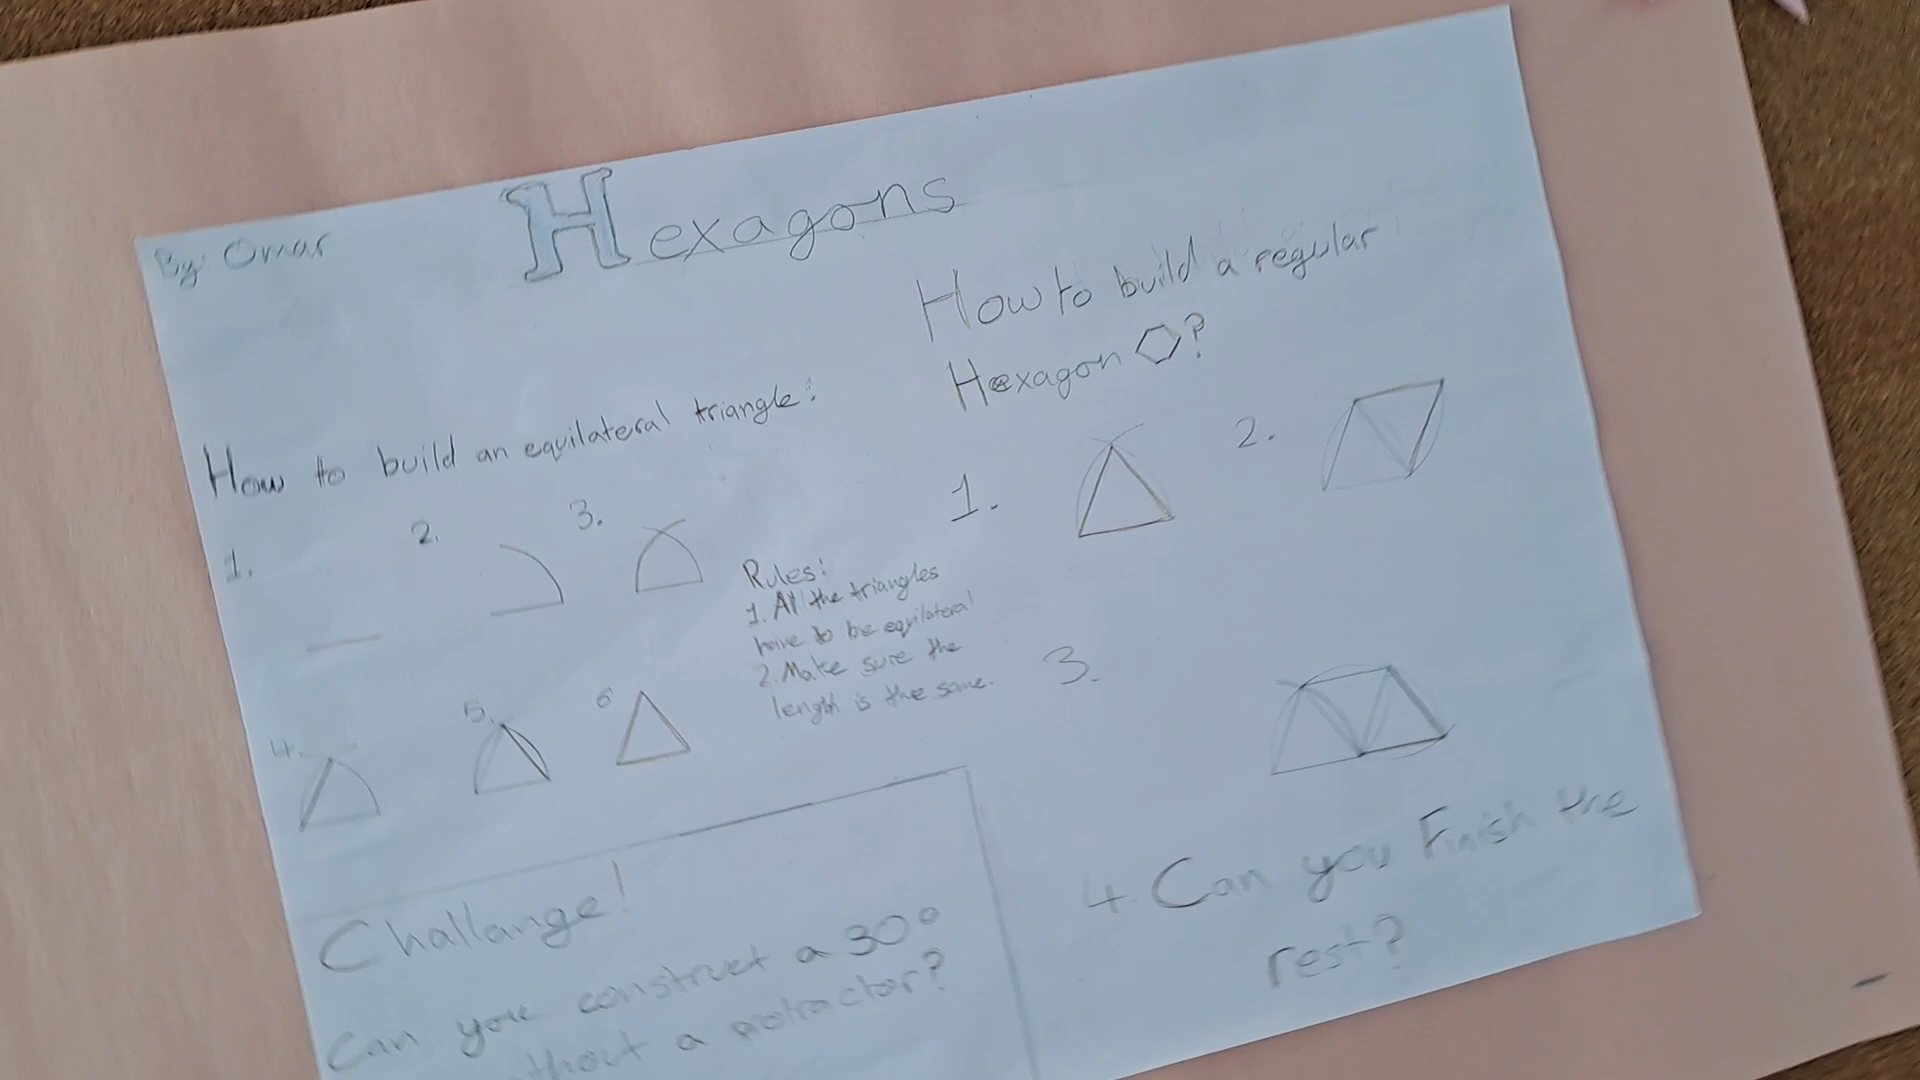 By: Omar
Hexagons
How to build an equilateral triangle:
1.
2.
3.
4.
5.
6
Rules:
1. All the triangles
have to be equilateral
2. Make sure the
length is the same.
Challange!
Can you construct a 30°
thout a protractor?
How to build a regular
Hexagon ?
1.
2.
3.
4. Can you Finish the
rest?